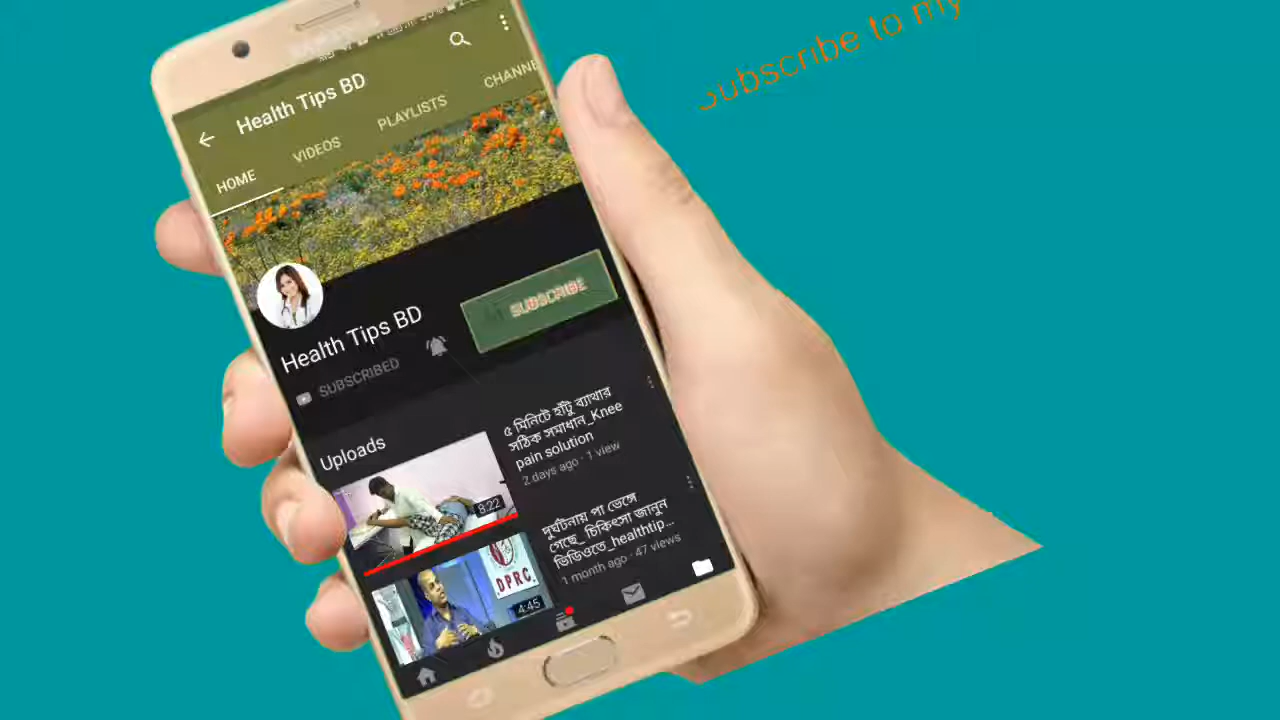 Subscribe to my
Health Tips BD
HOME
VIDEOS
PLAYLISTS
CHANNE
SUBSCRIBE
Health Tips BD
SUBSCRIBED
Uploads
৫ মিনিটে হাঁটু ব্যাথার
সঠিক সমাধান_Knee
pain solution
2 days ago · 1 view
8:22
দুর্ঘটনায় পা ভেঙ্গে
গেছে_ চিকিৎসা জানুন
ভিডিওতে_healthtip...
1 month ago · 47 views
DPRC
4:45